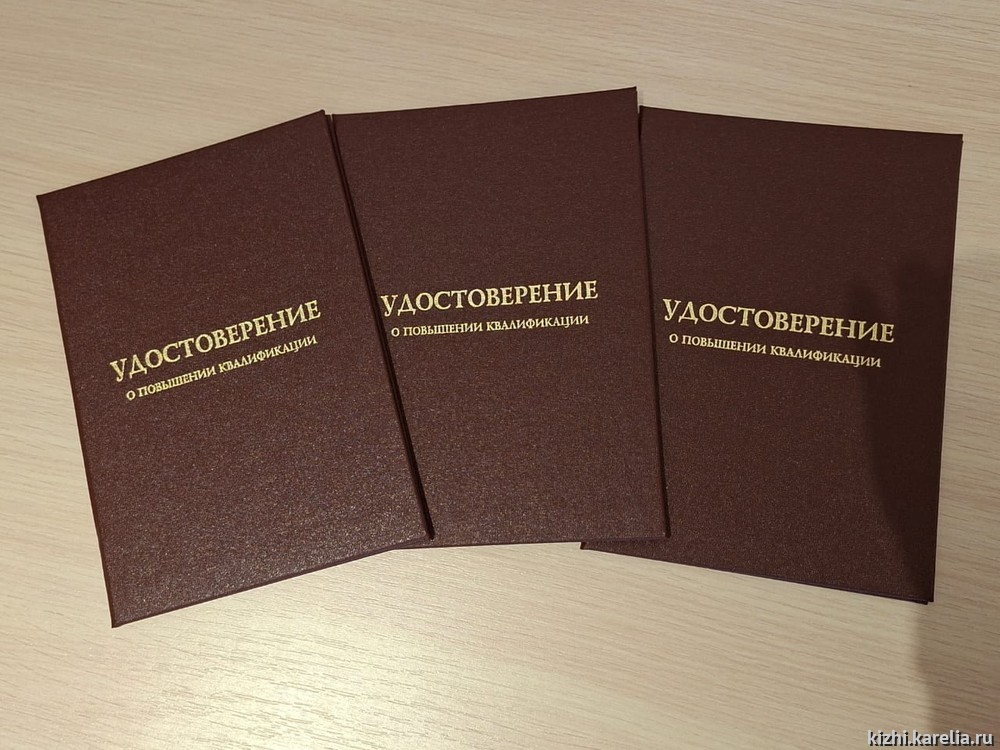 УДОСТОВЕРЕНИЕ
О ПОВЫШЕНИИ КВАЛИФИКАЦИИ
УДОСТОВЕРЕНИЕ
О ПОВЫШЕНИИ КВАЛИФИКАЦИИ
УДОСТОВЕРЕНИЕ
О ПОВЫШЕНИИ КВАЛИФИКАЦИИ
kizhi.karelia.ru